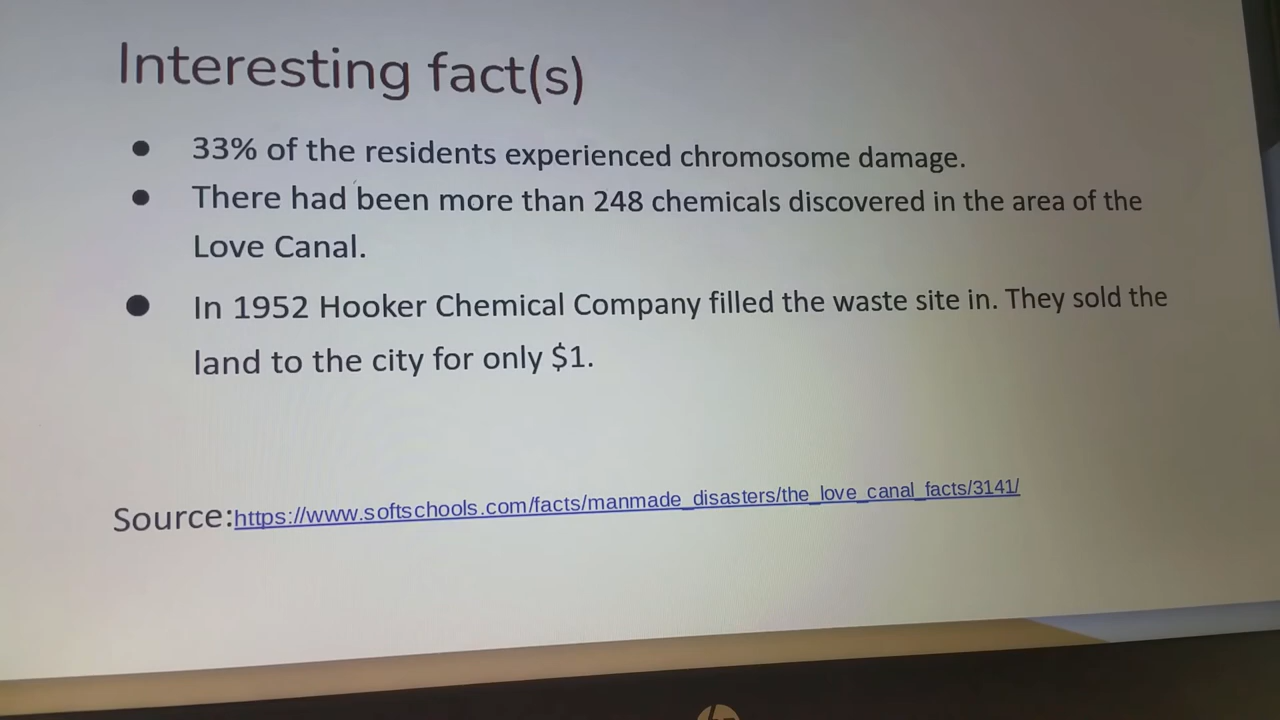 Interesting fact(s)
● 33% of the residents experienced chromosome damage.
● There had been more than 248 chemicals discovered in the area of the
Love Canal.
● In 1952 Hooker Chemical Company filled the waste site in. They sold the
land to the city for only $1.
Source:https://www.softschools.com/facts/manmade_disasters/the_love_canal_facts/3141/
hp